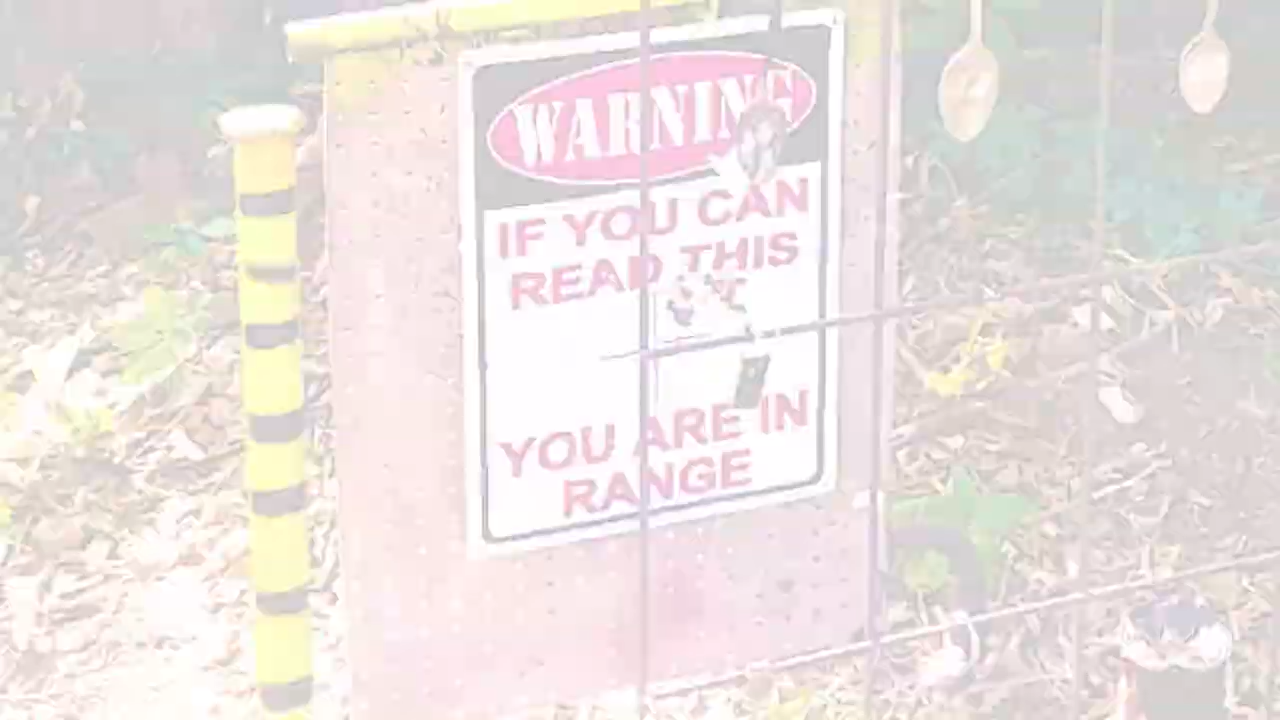 WARNING
IF YOU CAN
READ THIS
YOU ARE IN
RANGE